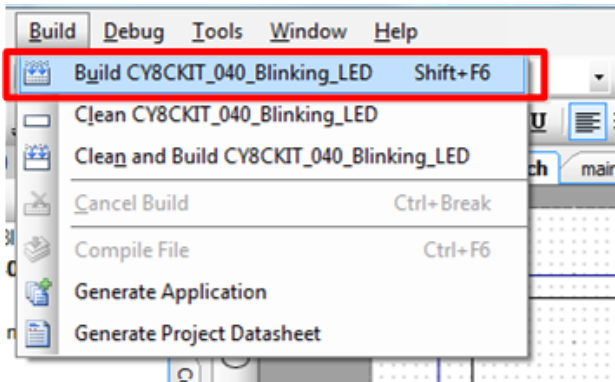 Build Debug Tools Window Help
Build CY8CKIT_040_Blinking_LED Shift+F6
Clean CY8CKIT_040_Blinking_LED
U
Clean and Build CY8CKIT_040_Blinking_LED
Cancel Build Ctrl+Break
Compile File Ctrl+F6
Generate Application
Generate Project Datasheet